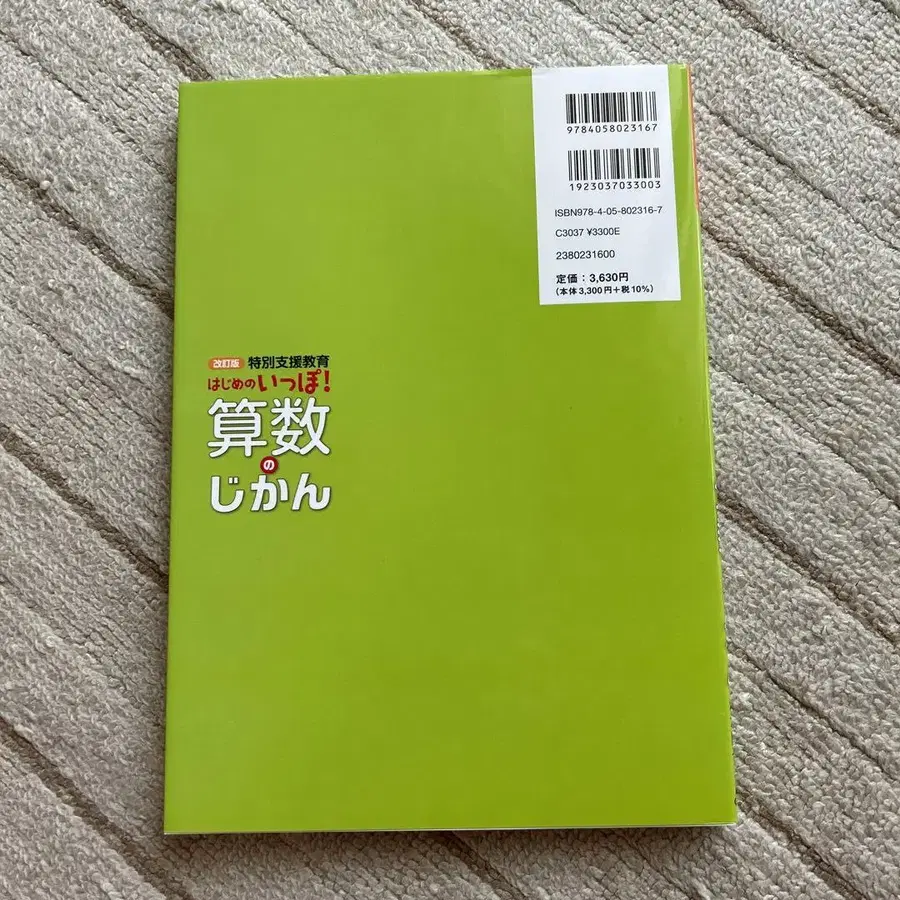 9784058023167
1923037033003
ISBN978-4-05-802316-7
C3037 ¥3300E
2380231600
定価：3,630円
（本体3,300円＋税10%）
改訂版 特別支援教育
はじめのいっぽ！
算数
の
じかん